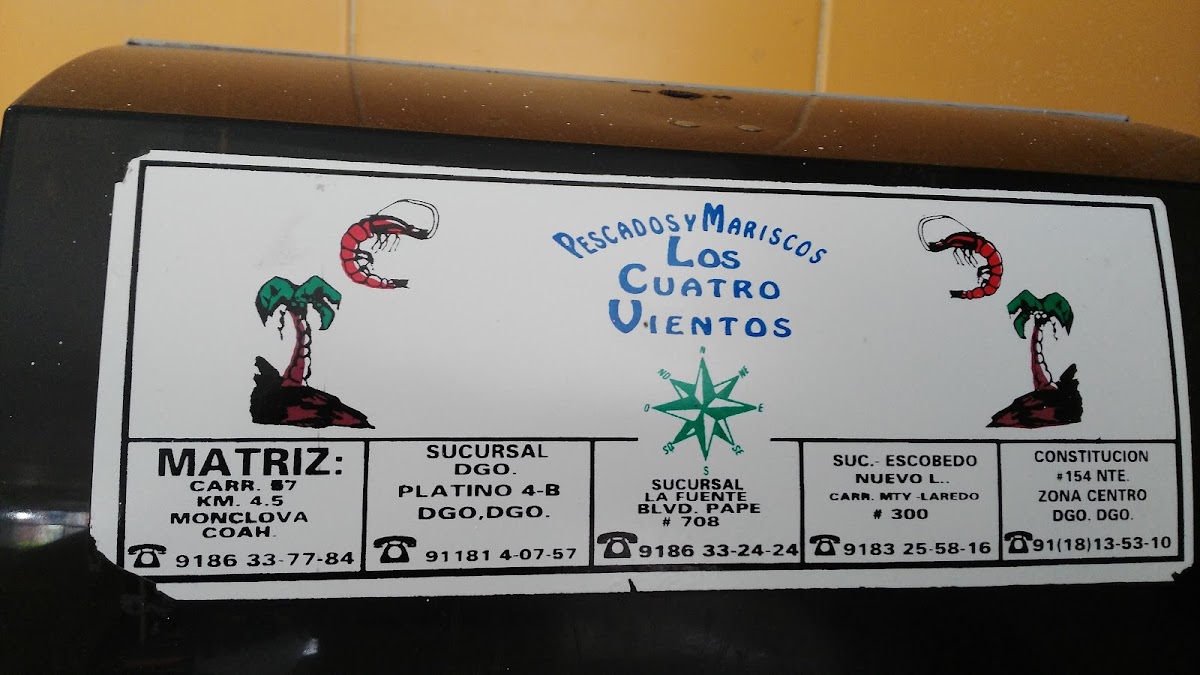 PESCADOS Y MARISCOS
LOS
CUATRO
VIENTOS
N
NO NE
O E
SO SE
S
MATRIZ:
CARR. 57
KM. 4.5
MONCLOVA
COAH.
9186 33-77-84
SUCURSAL
DGO.
PLATINO 4-B
DGO,DGO.
91181 4-07-57
SUCURSAL
LA FUENTE
BLVD. PAPE
# 708
9186 33-24-24
SUC.- ESCOBEDO
NUEVO L..
CARR. MTY-LAREDO
# 300
9183 25-58-16
CONSTITUCION
#154 NTE.
ZONA CENTRO
DGO. DGO.
91(18)13-53-10